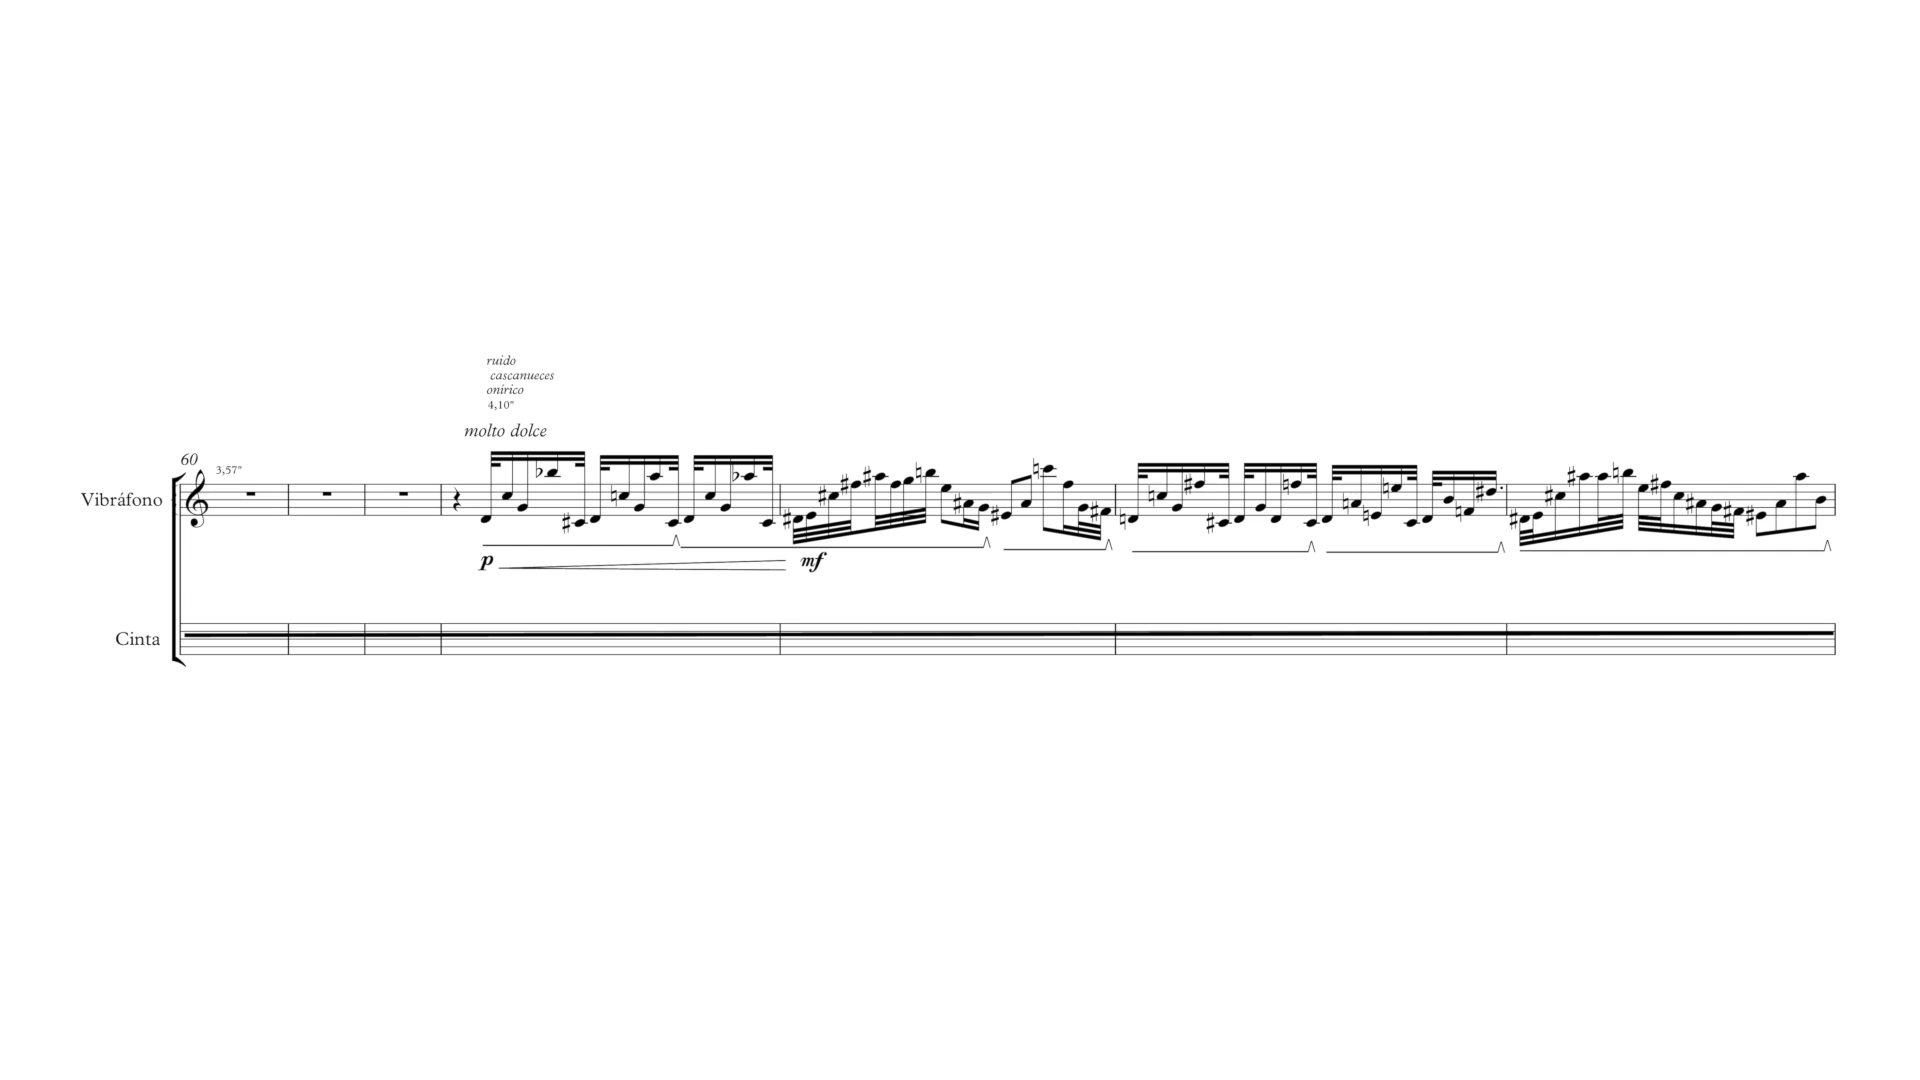 ruido
cascanueces
onírico
4,10"
molto dolce
60
3,57"
Vibráfono
p
mf
Cinta